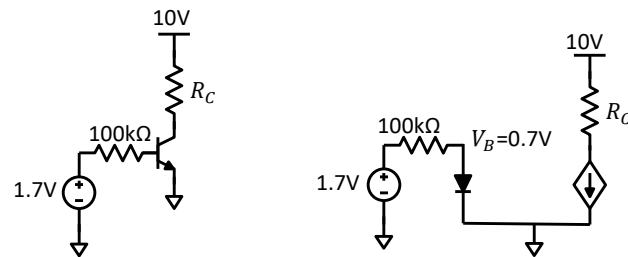 10V
R_C
100kΩ
1.7V
+
−
10V
R_C
100kΩ
V_B=0.7V
1.7V
+
−